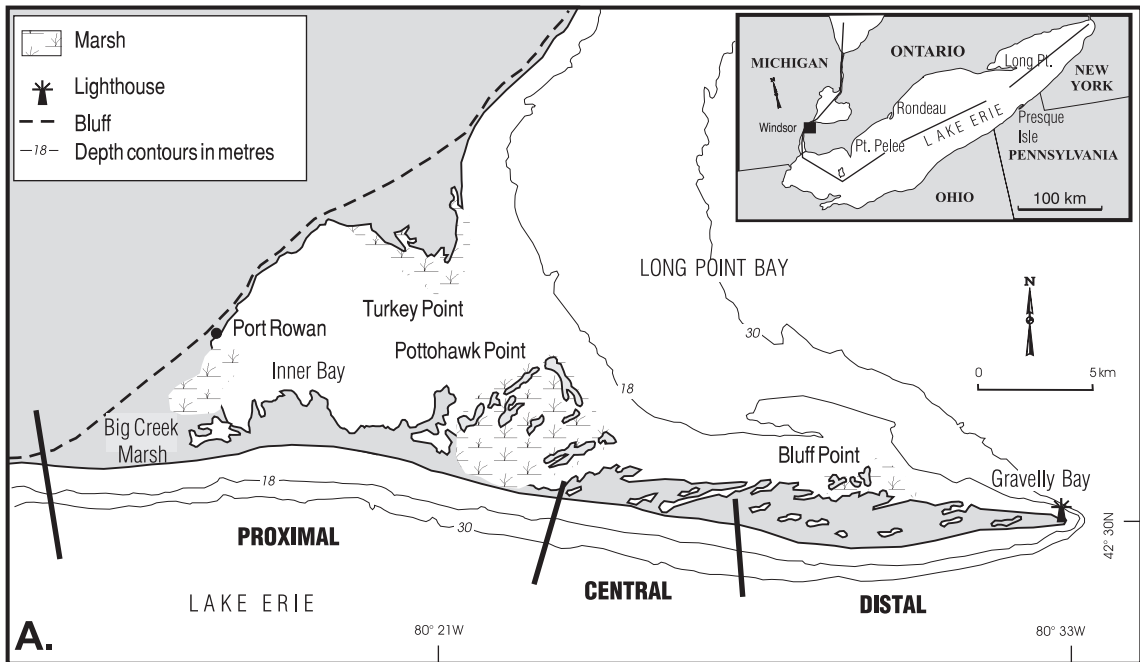 Marsh
Lighthouse
Bluff
-18- Depth contours in metres
MICHIGAN
ONTARIO
Long Pt.
NEW
YORK
Windsor
Rondeau
Pt. Pelee
LAKE ERIE
Presque
Isle
PENNSYLVANIA
OHIO
100 km
LONG POINT BAY
N
0 5 km
30
18
Turkey Point
Port Rowan
Pottohawk Point
Inner Bay
Big Creek
Marsh
Bluff Point
Gravelly Bay
18
30
PROXIMAL
CENTRAL
DISTAL
LAKE ERIE
42° 30N
80° 21W
80° 33W
A.